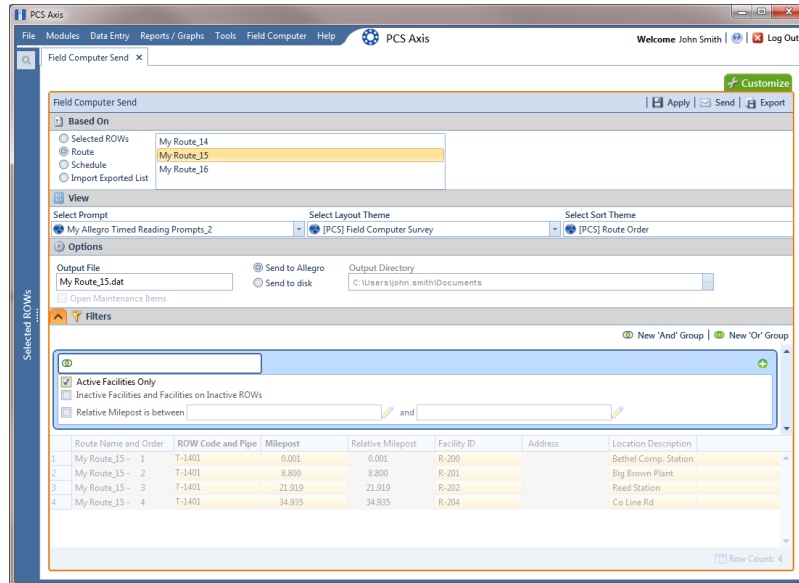 PCS Axis
File Modules Data Entry Reports / Graphs Tools Field Computer Help PCS Axis Welcome John Smith | | Log Out
Field Computer Send
Customize
Field Computer Send | Apply | Send | Export
Based On
Selected ROWs
Route
Schedule
Import Exported List
My Route_14
My Route_15
My Route_16
View
Select Prompt Select Layout Theme Select Sort Theme
My Allegro Timed Reading Prompts_2 [PCS] Field Computer Survey [PCS] Route Order
Options
Output File Send to Allegro Output Directory
My Route_15.dat Send to disk C:\Users\john.smith\Documents
Open Maintenance Items
Selected ROWs
Filters
New 'And' Group | New 'Or' Group
Active Facilities Only
Inactive Facilities and Facilities on Inactive ROWs
Relative Milepost is between and
Route Name and Order ROW Code and Pipe Milepost Relative Milepost Facility ID Address Location Description
1 My Route_15 - 1 T-1401 0.001 0.001 R-200 Bethel Comp. Station
2 My Route_15 - 2 T-1401 8.800 8.800 R-201 Big Brown Plant
3 My Route_15 - 3 T-1401 21.919 21.919 R-202 Reed Station
4 My Route_15 - 4 T-1401 34.935 34.935 R-204 Co Line Rd
Row Count: 4